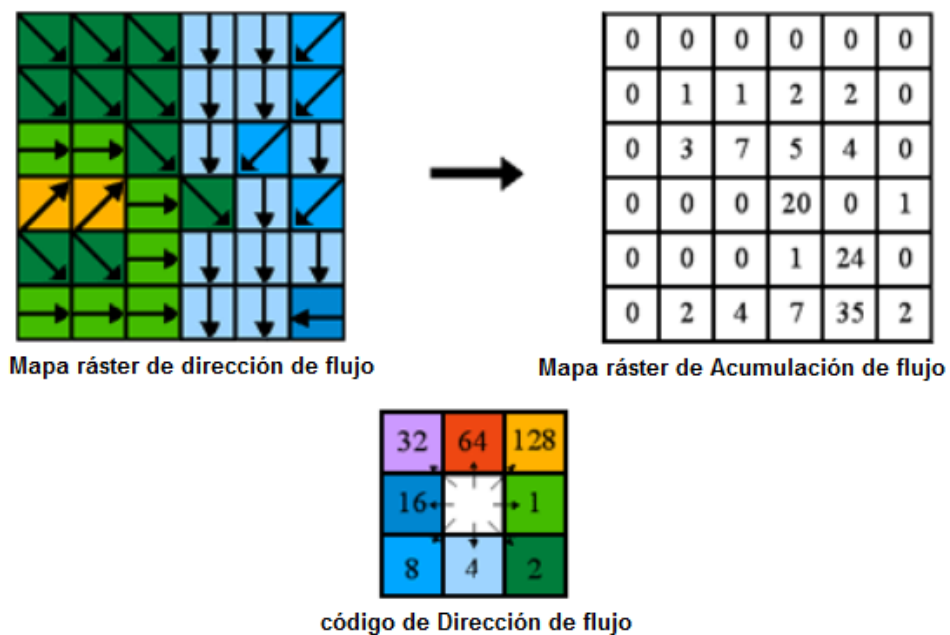 0 0 0 0 0 0
0 1 1 2 2 0
0 3 7 5 4 0
0 0 0 20 0 1
0 0 0 1 24 0
0 2 4 7 35 2
Mapa ráster de dirección de flujo
Mapa ráster de Acumulación de flujo
32 64 128
16 1
8 4 2
código de Dirección de flujo